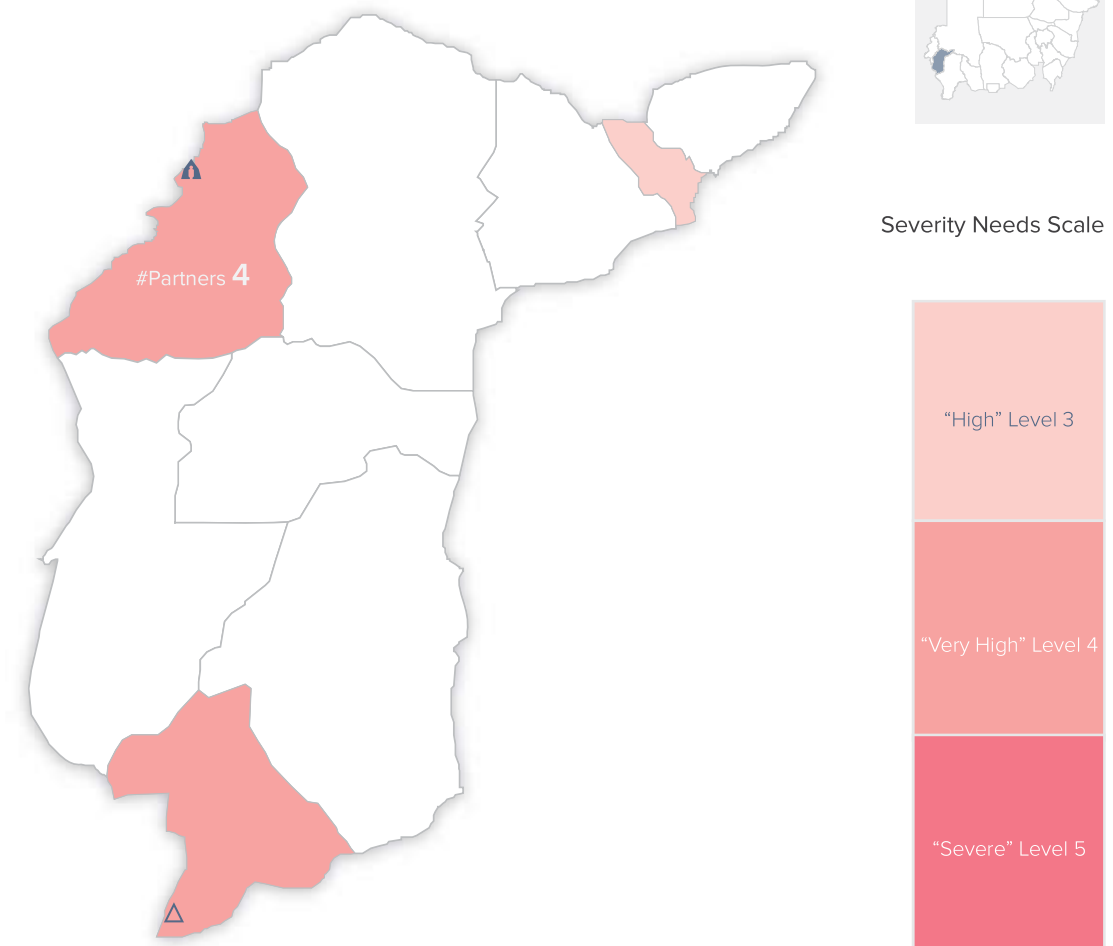 #Partners 4
Severity Needs Scale
“High” Level 3
“Very High” Level 4
“Severe” Level 5